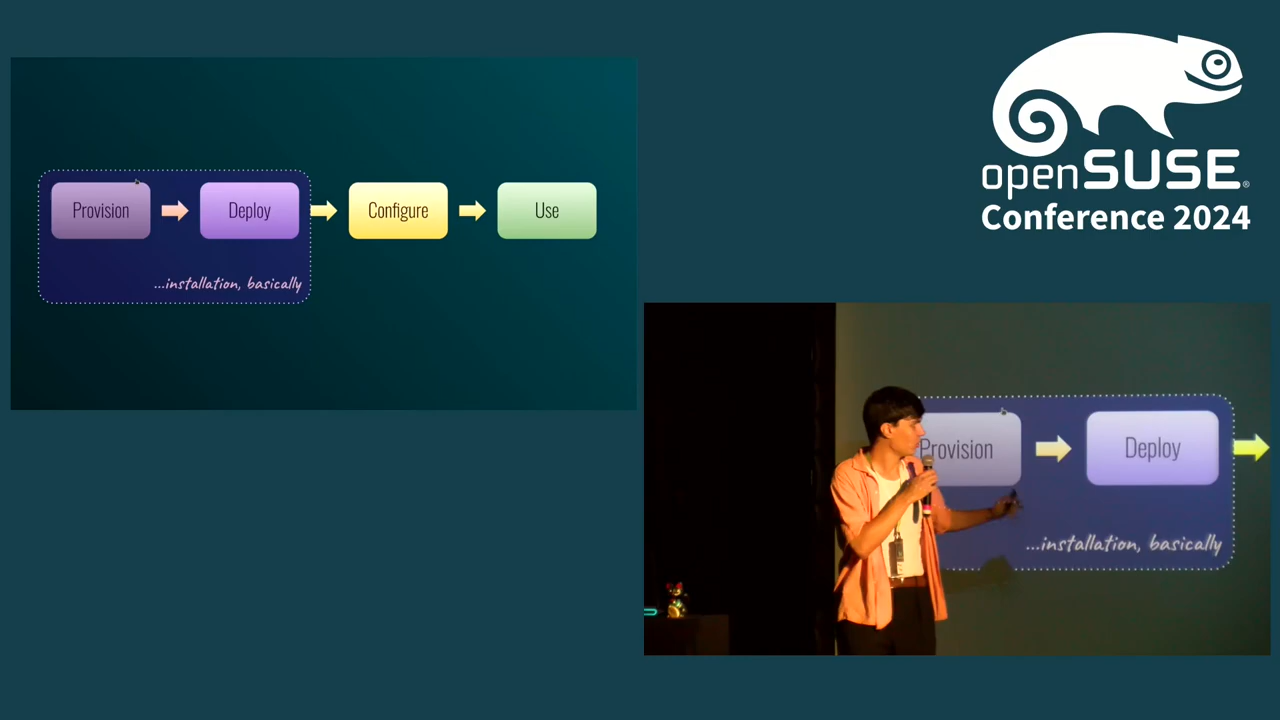 Provision
Deploy
Configure
Use
...installation, basically
openSUSE®
Conference 2024
Provision
Deploy
...installation, basically